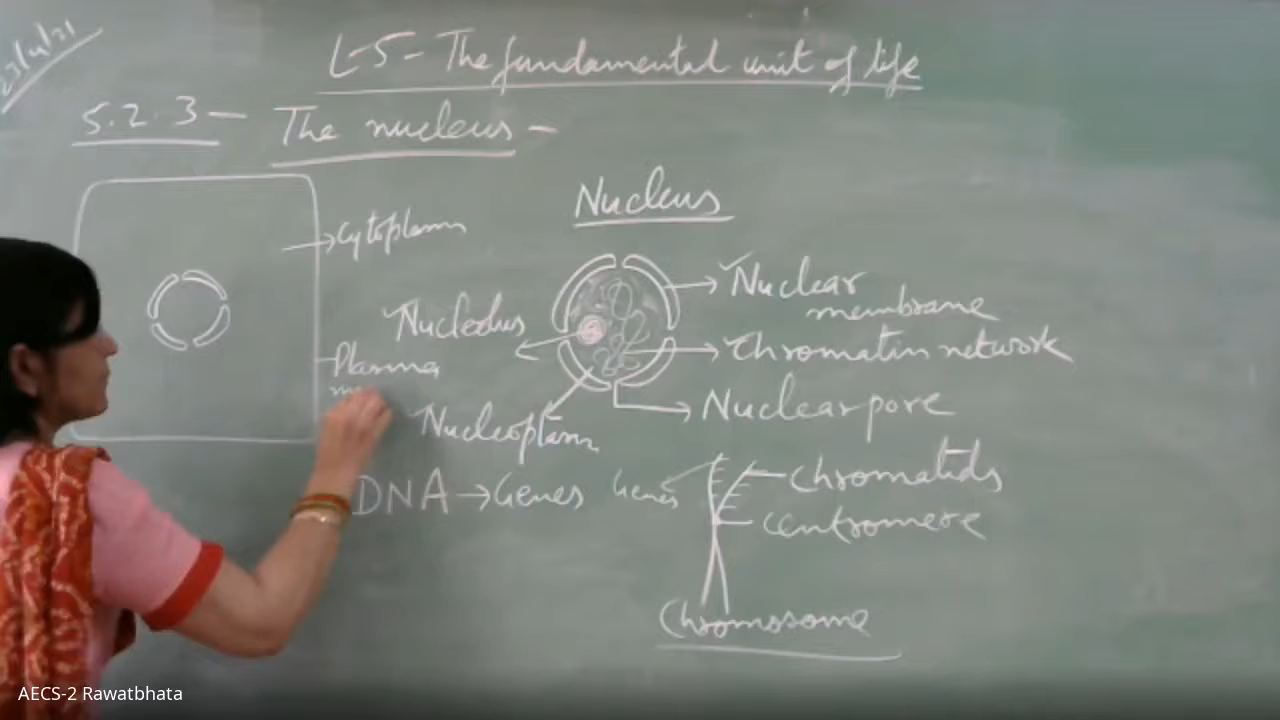 L-5- The fundamental unit of life
5.2.3- The nucleus -
Nucleus
Cytoplasm
Nuclear
membrane
Nucleolus
Chromatin network
Plasma
Nuclear pore
Nucleoplasm
Chromatids
DNA → Genes
Genes
Centromere
Chromosome
AECS-2 Rawatbhata